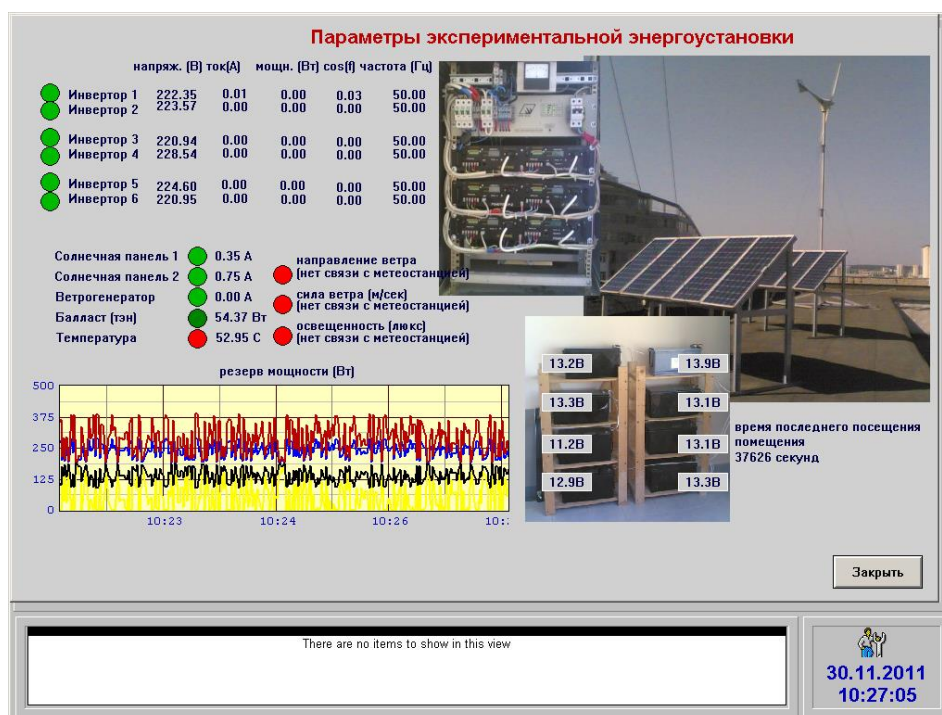 Параметры экспериментальной энергоустановки
напряж. (В) ток(А) мощн. (Вт) cos(f) частота (Гц)
Инвертор 1 222.35 0.01 0.00 0.03 50.00
Инвертор 2 223.57 0.00 0.00 0.00 50.00
Инвертор 3 220.94 0.00 0.00 0.00 50.00
Инвертор 4 228.54 0.00 0.00 0.00 50.00
Инвертор 5 224.60 0.00 0.00 0.00 50.00
Инвертор 6 220.95 0.00 0.00 0.00 50.00
Солнечная панель 1 0.35 А
Солнечная панель 2 0.75 А
Ветрогенератор 0.00 А
Балласт (тэн) 54.37 Вт
Температура 52.95 С
направление ветра
(нет связи с метеостанцией)
сила ветра (м/сек)
(нет связи с метеостанцией)
освещенность (люкс)
(нет связи с метеостанцией)
резерв мощности (Вт)
500
375
250
125
0
10:23 10:24 10:26 10:
13.2В 13.9В
13.3В 13.1В
11.2В 13.1В
12.9В 13.3В
время последнего посещения
помещения
37626 секунд
Закрыть
There are no items to show in this view
30.11.2011
10:27:05